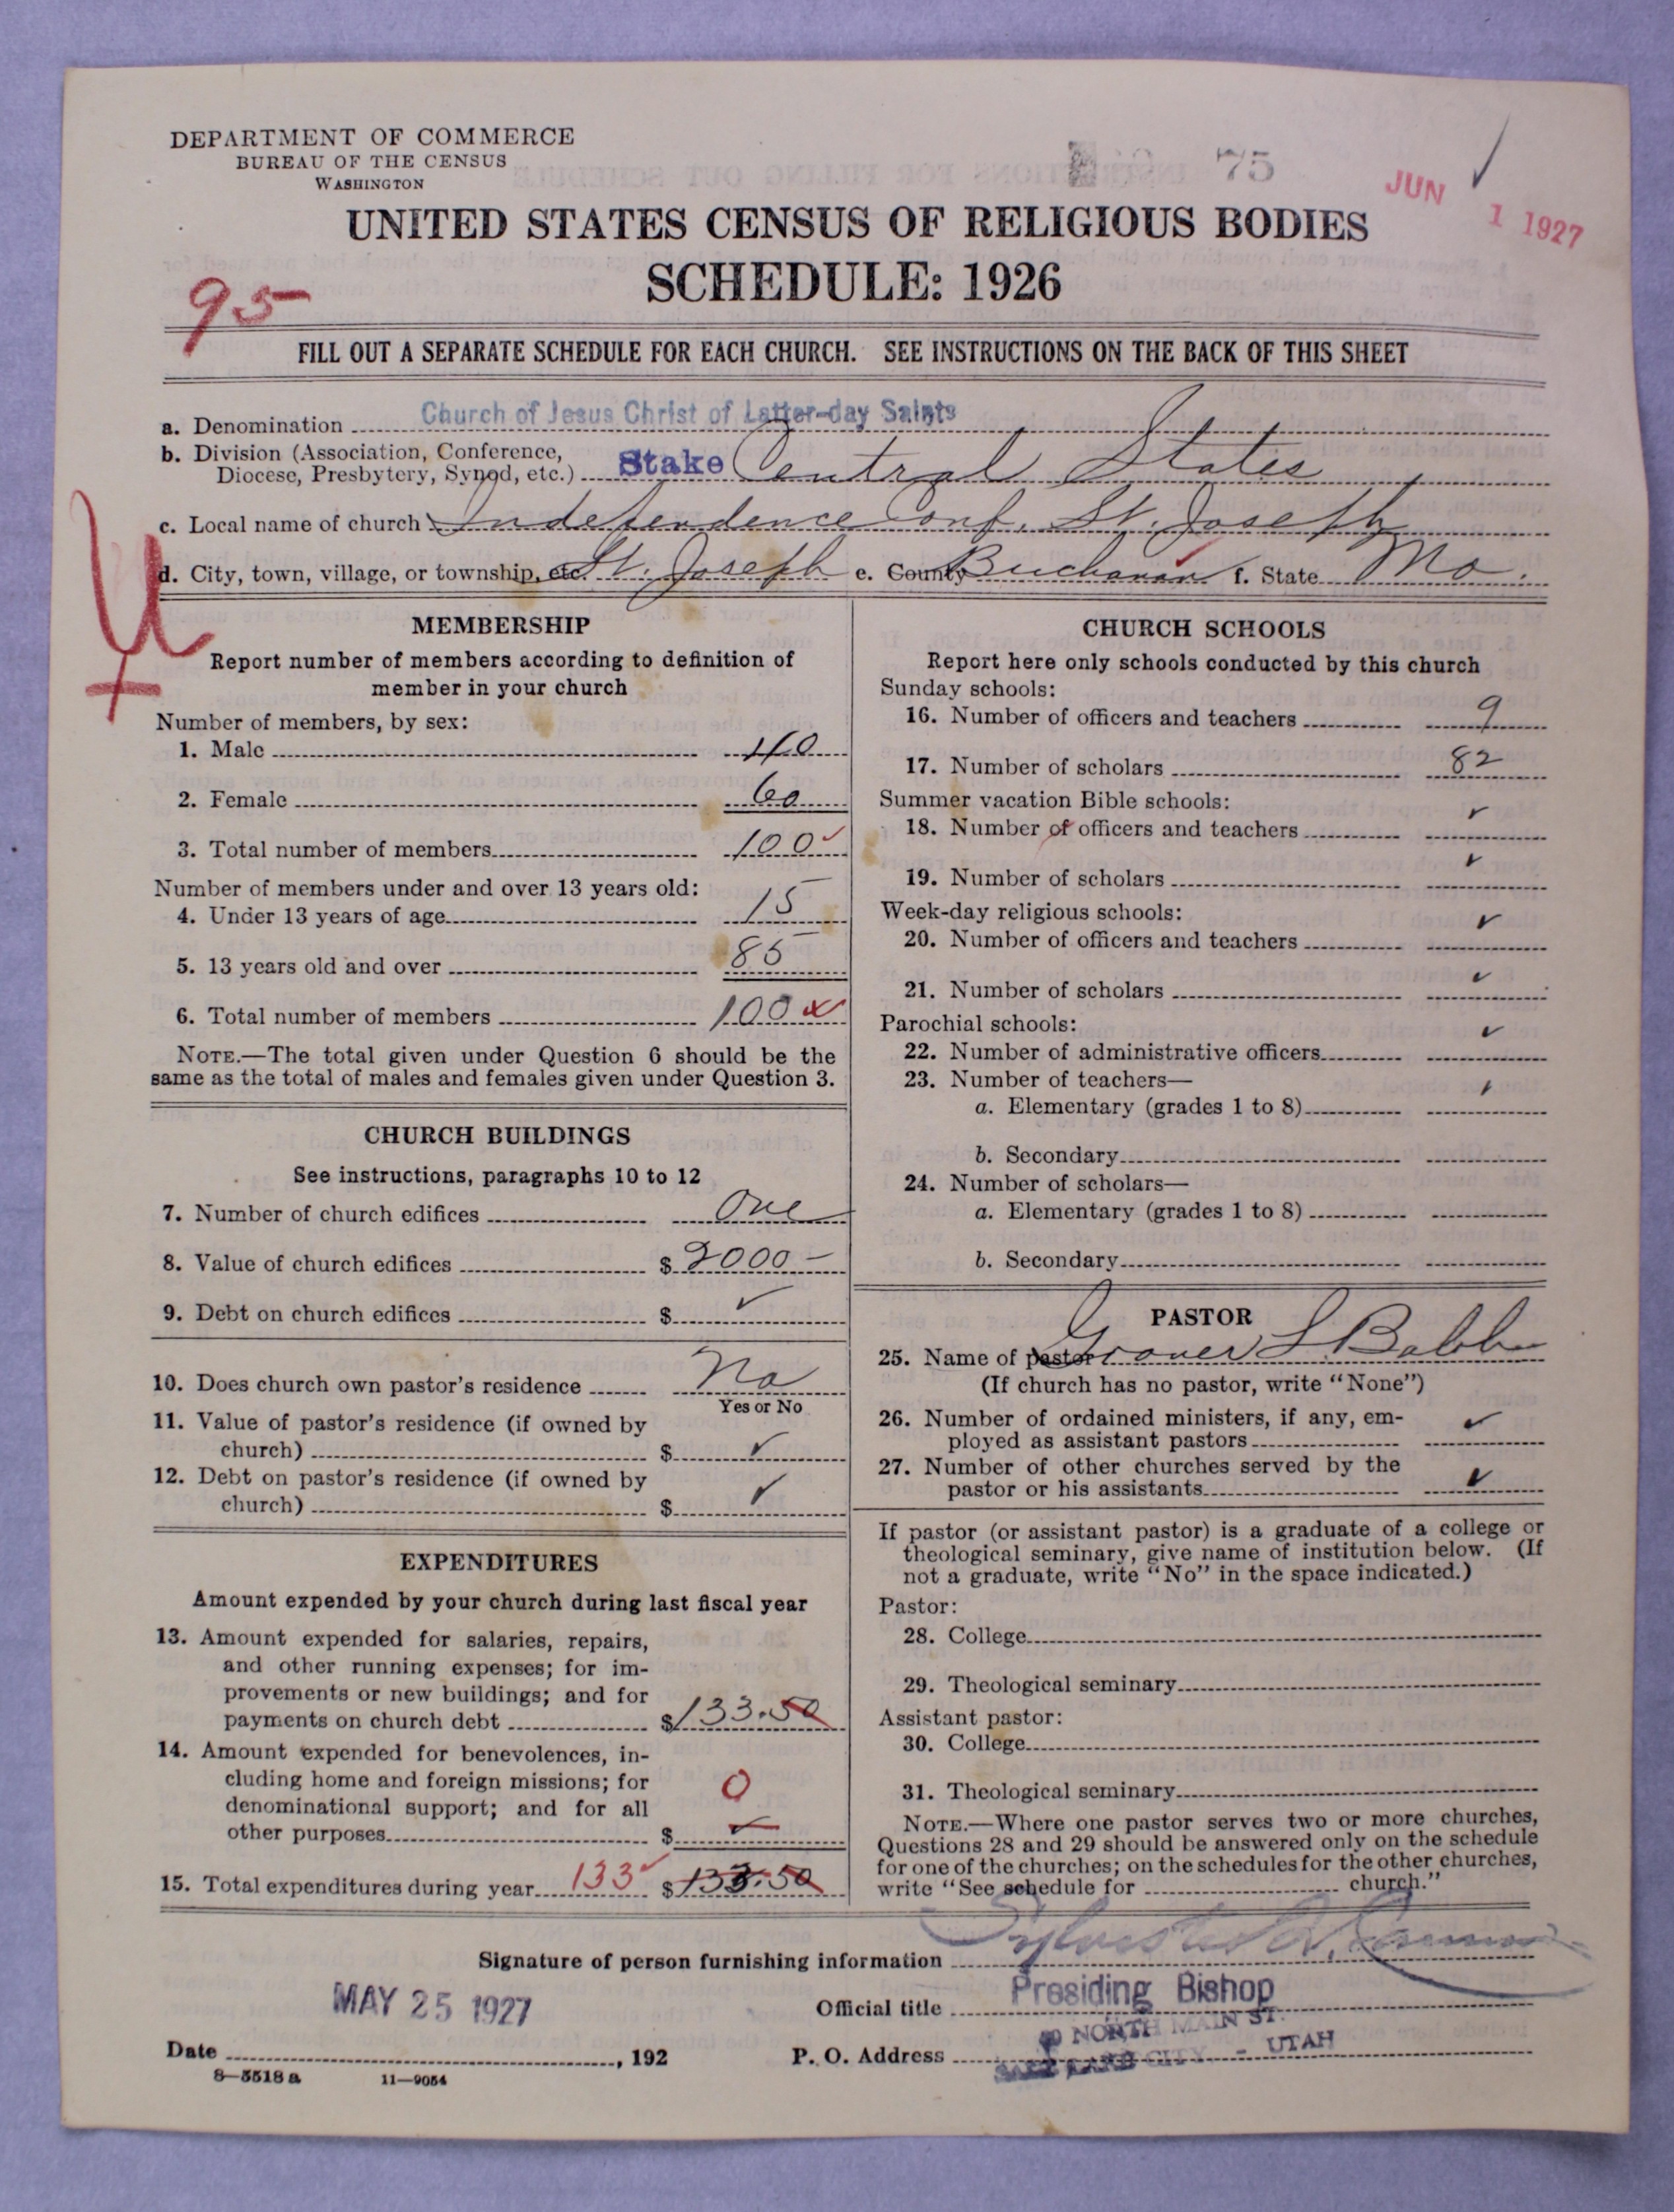 DEPARTMENT OF COMMERCE
BUREAU OF THE CENSUS
WASHINGTON
75
JUN 1 1927
UNITED STATES CENSUS OF RELIGIOUS BODIES
SCHEDULE: 1926
95
FILL OUT A SEPARATE SCHEDULE FOR EACH CHURCH. SEE INSTRUCTIONS ON THE BACK OF THIS SHEET
a. Denomination Church of Jesus Christ of Latter-day Saints
b. Division (Association, Conference,
Diocese, Presbytery, Synod, etc.) Stake Central States
c. Local name of church Independence Conf. St. Joseph
d. City, town, village, or township, etc. St. Joseph e. County Buchanan f. State Mo.
MEMBERSHIP
Report number of members according to definition of
member in your church
Number of members, by sex:
1. Male 40
2. Female 60
3. Total number of members 100
Number of members under and over 13 years old:
4. Under 13 years of age 15
5. 13 years old and over 85
6. Total number of members 100
NOTE.—The total given under Question 6 should be the
same as the total of males and females given under Question 3.
CHURCH BUILDINGS
See instructions, paragraphs 10 to 12
7. Number of church edifices One
8. Value of church edifices $ 2000 —
9. Debt on church edifices $ ✓
10. Does church own pastor's residence No
Yes or No
11. Value of pastor's residence (if owned by
church) $ ✓
12. Debt on pastor's residence (if owned by
church) $ ✓
EXPENDITURES
Amount expended by your church during last fiscal year
13. Amount expended for salaries, repairs,
and other running expenses; for im-
provements or new buildings; and for
payments on church debt $ 133.50
14. Amount expended for benevolences, in-
cluding home and foreign missions; for
denominational support; and for all
other purposes $ 0
15. Total expenditures during year 133 $ 133.50
CHURCH SCHOOLS
Report here only schools conducted by this church
Sunday schools:
16. Number of officers and teachers 9
17. Number of scholars 82
Summer vacation Bible schools:
18. Number of officers and teachers ✓
19. Number of scholars ✓
Week-day religious schools:
20. Number of officers and teachers ✓
21. Number of scholars ✓
Parochial schools:
22. Number of administrative officers ✓
23. Number of teachers—
a. Elementary (grades 1 to 8)
b. Secondary
24. Number of scholars—
a. Elementary (grades 1 to 8)
b. Secondary
PASTOR
25. Name of pastor Grover L Babb
(If church has no pastor, write "None")
26. Number of ordained ministers, if any, em-
ployed as assistant pastors ✓
27. Number of other churches served by the
pastor or his assistants ✓
If pastor (or assistant pastor) is a graduate of a college or
theological seminary, give name of institution below. (If
not a graduate, write "No" in the space indicated.)
Pastor:
28. College
29. Theological seminary
Assistant pastor:
30. College
31. Theological seminary
NOTE.—Where one pastor serves two or more churches,
Questions 28 and 29 should be answered only on the schedule
for one of the churches; on the schedules for the other churches,
write "See schedule for church."
Signature of person furnishing information Sylvester Q. Cannon
Official title Presiding Bishop
MAY 25 1927
40 NORTH MAIN ST.
Date , 192
P. O. Address SALT LAKE CITY - UTAH
8—5518 a 11—9054